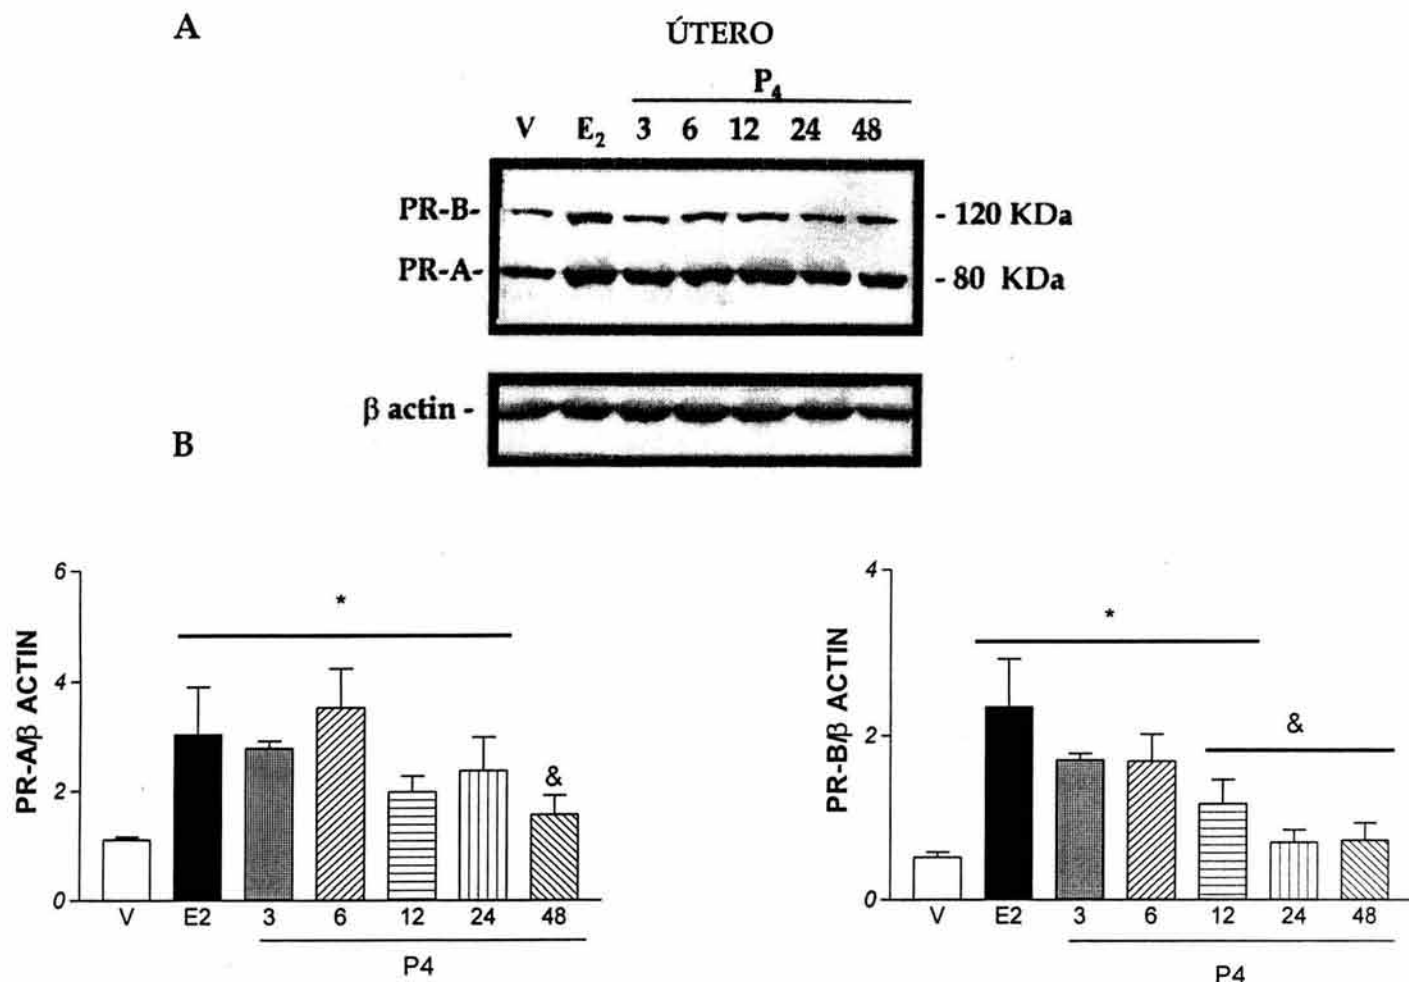 A
ÚTERO
P₄
V E₂ 3 6 12 24 48
PR-B- - 120 KDa
PR-A- - 80 KDa
β actin -
B
6
4
2
0
PR-A/β ACTIN
*
&
V E2 3 6 12 24 48
P4
4
2
0
PR-B/β ACTIN
*
&
V E2 3 6 12 24 48
P4